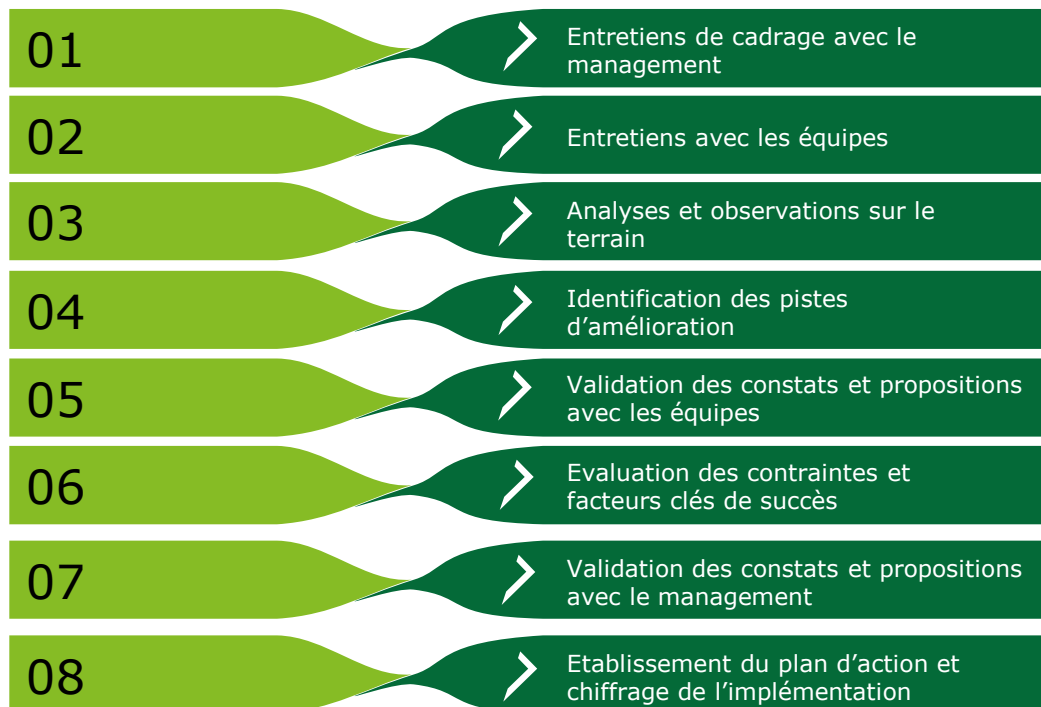 01
Entretiens de cadrage avec le
management
02
Entretiens avec les équipes
03
Analyses et observations sur le
terrain
04
Identification des pistes
d’amélioration
05
Validation des constats et propositions
avec les équipes
06
Evaluation des contraintes et
facteurs clés de succès
07
Validation des constats et propositions
avec le management
08
Etablissement du plan d’action et
chiffrage de l’implémentation